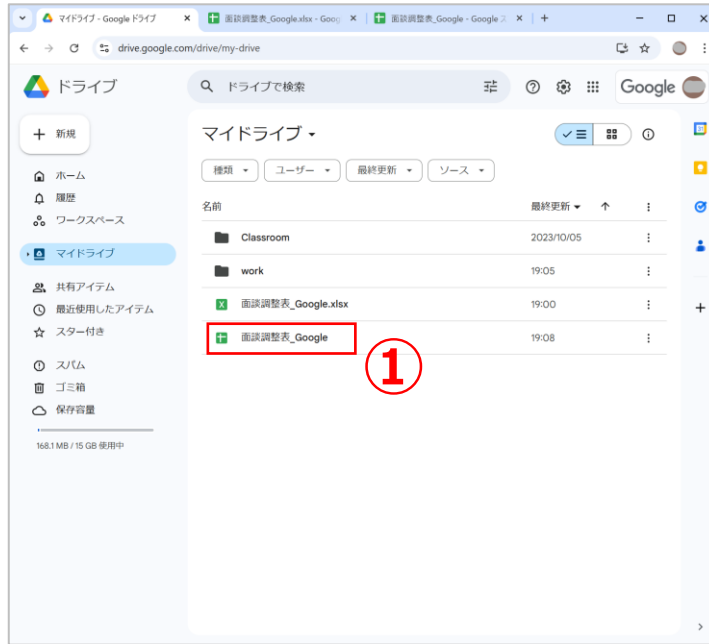 マイドライブ - Google ドライブ
面談調整表_Google.xlsx - Goog
面談調整表_Google - Google ス
drive.google.com/drive/my-drive
ドライブ
ドライブで検索
Google
新規
マイドライブ
ホーム
種類
ユーザー
最終更新
ソース
履歴
名前
最終更新
ワークスペース
Classroom
2023/10/05
マイドライブ
work
19:05
共有アイテム
最近使用したアイテム
面談調整表_Google.xlsx
19:00
スター付き
面談調整表_Google
19:08
①
スパム
ゴミ箱
保存容量
168.1 MB / 15 GB 使用中